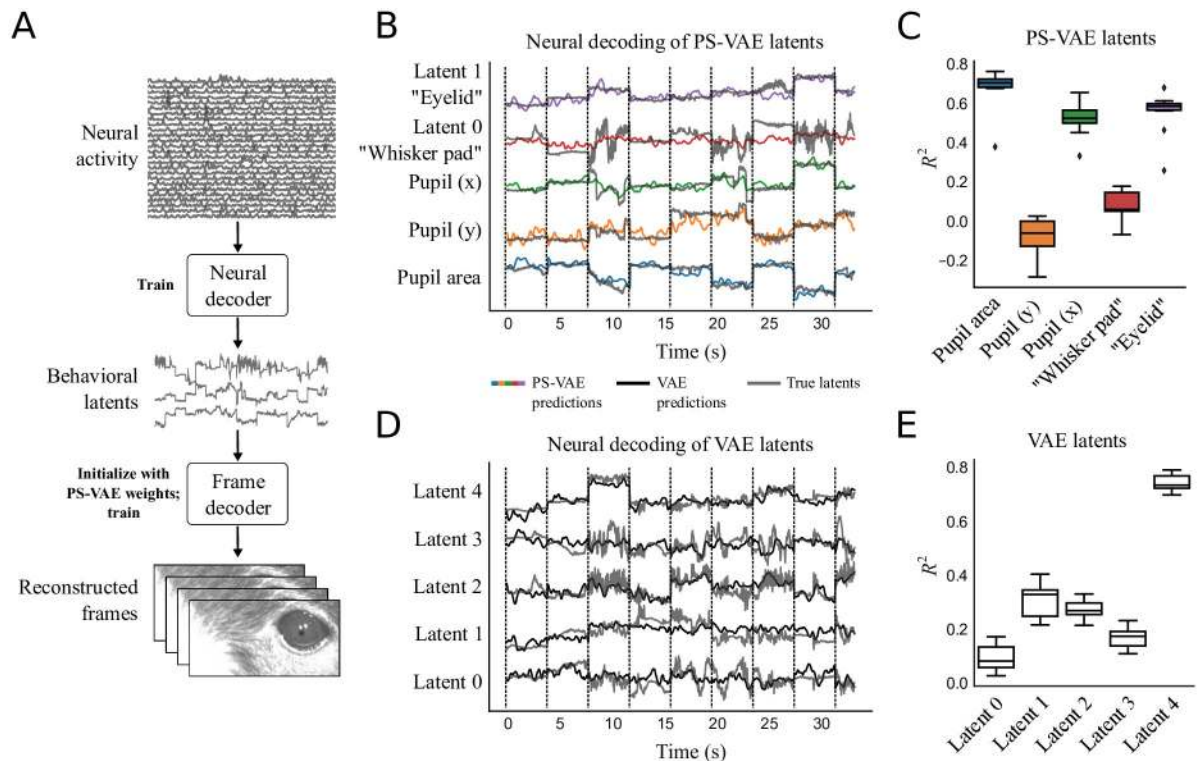 A
Neural
activity
Train
Neural
decoder
Behavioral
latents
Initialize with
PS-VAE weights;
train
Frame
decoder
Reconstructed
frames
B
Neural decoding of PS-VAE latents
Latent 1
"Eyelid"
Latent 0
"Whisker pad"
Pupil (x)
Pupil (y)
Pupil area
0 5 10 15 20 25 30
Time (s)
PS-VAE
predictions
VAE
predictions
True latents
C
PS-VAE latents
R²
0.8
0.6
0.4
0.2
0.0
−0.2
Pupil area
Pupil (y)
Pupil (x)
"Whisker pad"
"Eyelid"
D
Neural decoding of VAE latents
Latent 4
Latent 3
Latent 2
Latent 1
Latent 0
0 5 10 15 20 25 30
Time (s)
E
VAE latents
R²
0.8
0.6
0.4
0.2
0.0
Latent 0
Latent 1
Latent 2
Latent 3
Latent 4